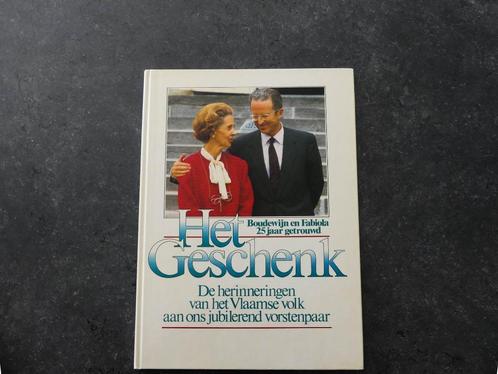 Het
Boudewijn en Fabiola
25 jaar getrouwd
Geschenk
De herinneringen
van het Vlaamse volk
aan ons jubilerend vorstenpaar